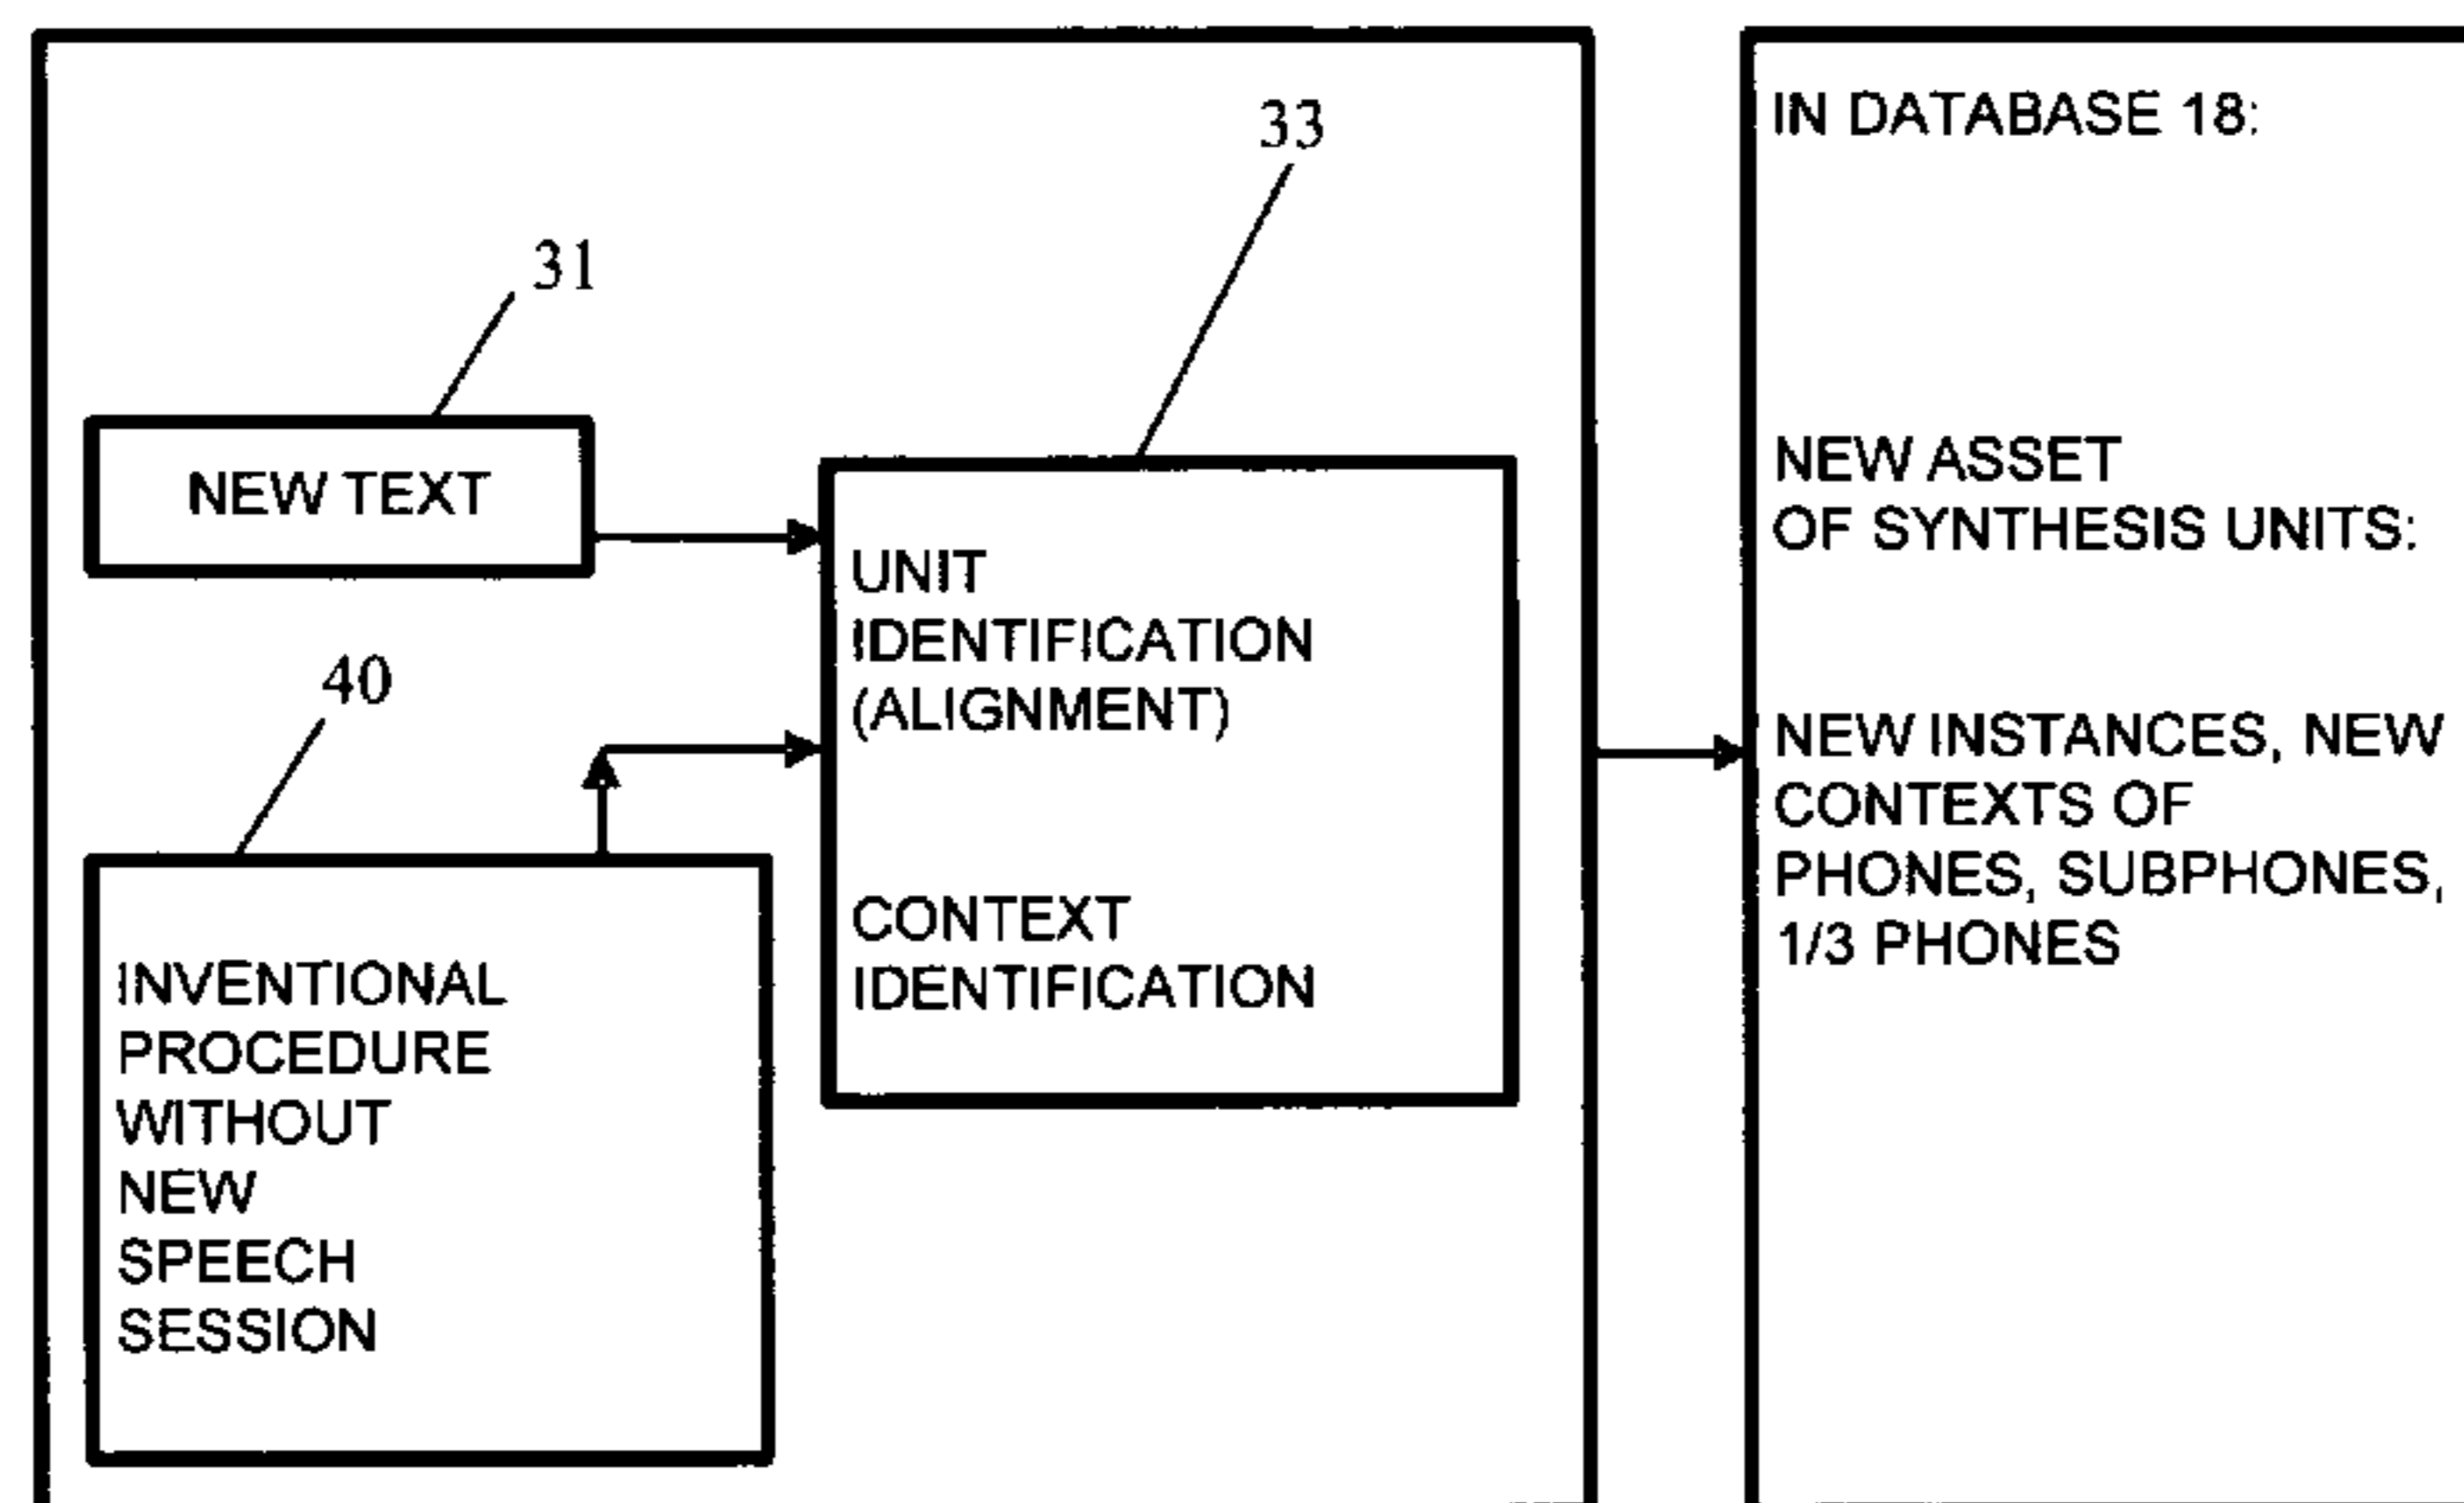 33
31
NEW TEXT
40
UNIT
IDENTIFICATION
(ALIGNMENT)
CONTEXT
IDENTIFICATION
INVENTIONAL
PROCEDURE
WITHOUT
NEW
SPEECH
SESSION
IN DATABASE 18:
NEW ASSET
OF SYNTHESIS UNITS:
NEW INSTANCES, NEW
CONTEXTS OF
PHONES, SUBPHONES,
1/3 PHONES